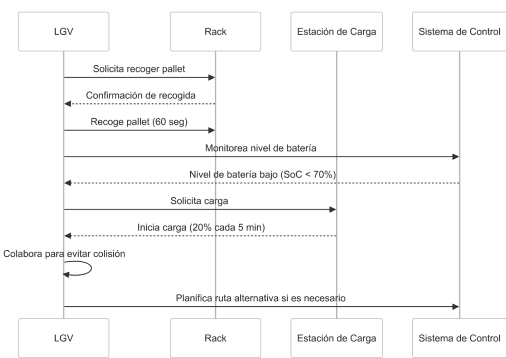 LGV
Rack
Estación de Carga
Sistema de Control
Solicita recoger pallet
Confirmación de recogida
Recoge pallet (60 seg)
Monitorea nivel de batería
Nivel de batería bajo (SoC < 70%)
Solicita carga
Inicia carga (20% cada 5 min)
Colabora para evitar colisión
Planifica ruta alternativa si es necesario
LGV
Rack
Estación de Carga
Sistema de Control